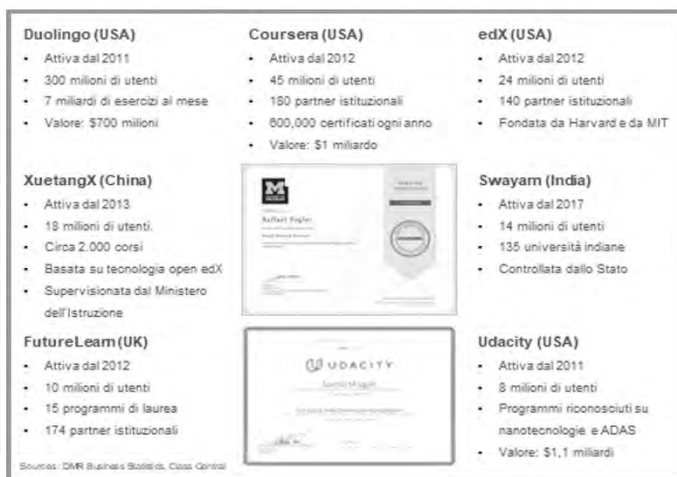 Duolingo (USA)
• Attiva dal 2011
• 300 milioni di utenti
• 7 miliardi di esercizi al mese
• Valore: $700 milioni
Coursera (USA)
• Attiva dal 2012
• 45 milioni di utenti
• 180 partner istituzionali
• 600,000 certificati ogni anno
• Valore: $1 miliardo
edX (USA)
• Attiva dal 2012
• 24 milioni di utenti
• 140 partner istituzionali
• Fondata da Harvard e da MIT
XuetangX (China)
• Attiva dal 2013
• 18 milioni di utenti.
• Circa 2.000 corsi
• Basata su tecnologia open edX
• Supervisionata dal Ministero
dell'Istruzione
M
Swayam (India)
• Attiva dal 2017
• 14 milioni di utenti
• 135 università indiane
• Controllata dallo Stato
FutureLearn (UK)
• Attiva dal 2012
• 10 milioni di utenti
• 15 programmi di laurea
• 174 partner istituzionali
UDACITY
Udacity (USA)
• Attiva dal 2011
• 8 milioni di utenti
• Programmi riconosciuti su
nanotecnologie e ADAS
• Valore: $1,1 miliardi
Sources: DMR Business Statistics, Class Central